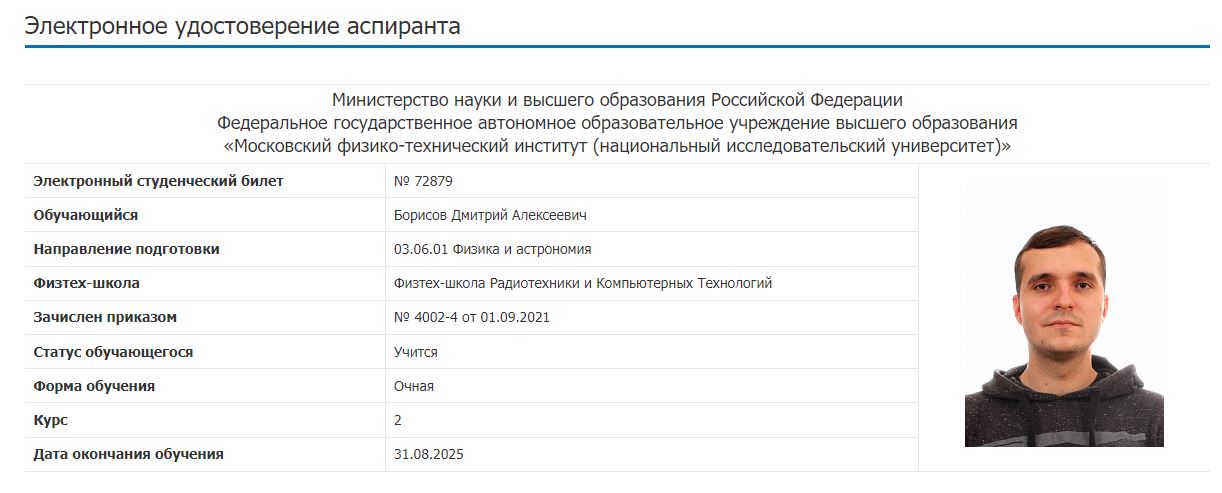 Электронное удостоверение аспиранта
Министерство науки и высшего образования Российской Федерации
Федеральное государственное автономное образовательное учреждение высшего образования
«Московский физико-технический институт (национальный исследовательский университет)»
Электронный студенческий билет № 72879
Обучающийся Борисов Дмитрий Алексеевич
Направление подготовки 03.06.01 Физика и астрономия
Физтех-школа Физтех-школа Радиотехники и Компьютерных Технологий
Зачислен приказом № 4002-4 от 01.09.2021
Статус обучающегося Учится
Форма обучения Очная
Курс 2
Дата окончания обучения 31.08.2025